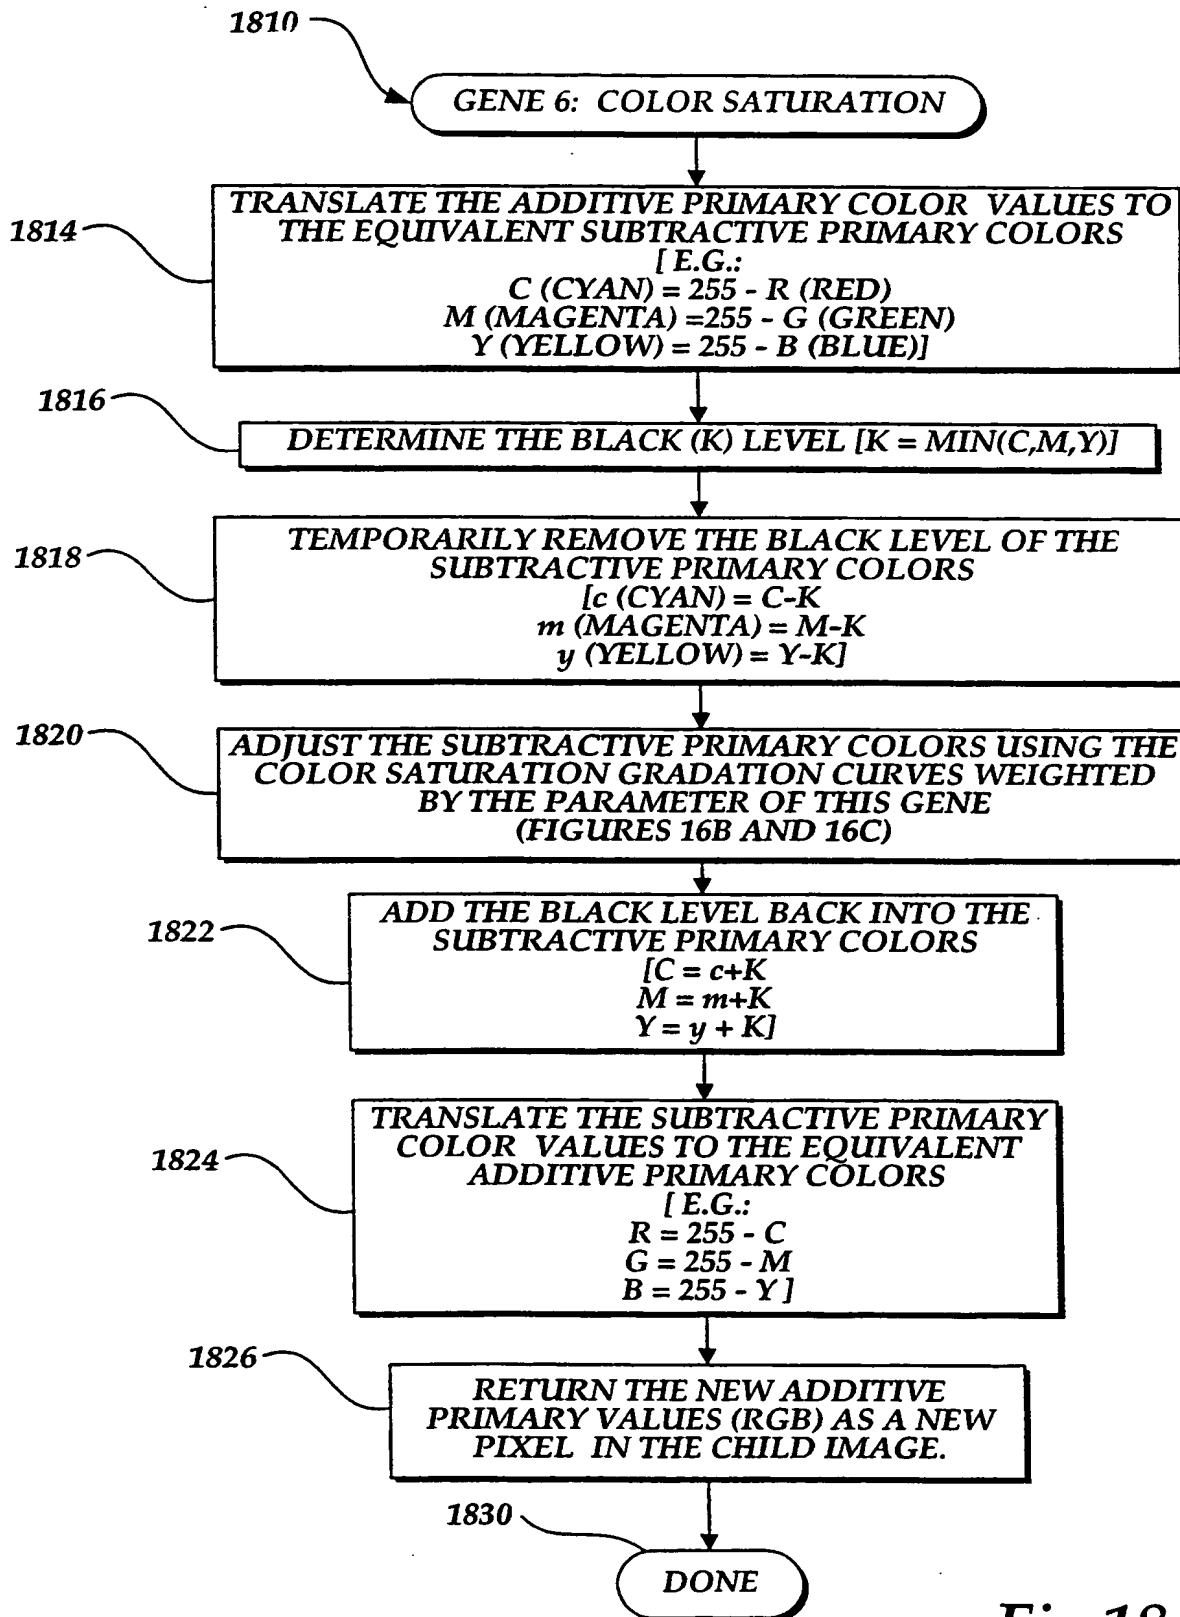 1810
GENE 6: COLOR SATURATION
1814
TRANSLATE THE ADDITIVE PRIMARY COLOR VALUES TO
THE EQUIVALENT SUBTRACTIVE PRIMARY COLORS
[ E.G.:
C (CYAN) = 255 - R (RED)
M (MAGENTA) =255 - G (GREEN)
Y (YELLOW) = 255 - B (BLUE)]
1816
DETERMINE THE BLACK (K) LEVEL [K = MIN(C,M,Y)]
1818
TEMPORARILY REMOVE THE BLACK LEVEL OF THE
SUBTRACTIVE PRIMARY COLORS
[c (CYAN) = C-K
m (MAGENTA) = M-K
y (YELLOW) = Y-K]
1820
ADJUST THE SUBTRACTIVE PRIMARY COLORS USING THE
COLOR SATURATION GRADATION CURVES WEIGHTED
BY THE PARAMETER OF THIS GENE
(FIGURES 16B AND 16C)
1822
ADD THE BLACK LEVEL BACK INTO THE
SUBTRACTIVE PRIMARY COLORS
[C = c+K
M = m+K
Y = y + K]
1824
TRANSLATE THE SUBTRACTIVE PRIMARY
COLOR VALUES TO THE EQUIVALENT
ADDITIVE PRIMARY COLORS
[ E.G.:
R = 255 - C
G = 255 - M
B = 255 - Y ]
1826
RETURN THE NEW ADDITIVE
PRIMARY VALUES (RGB) AS A NEW
PIXEL IN THE CHILD IMAGE.
1830
DONE
Fig. 18